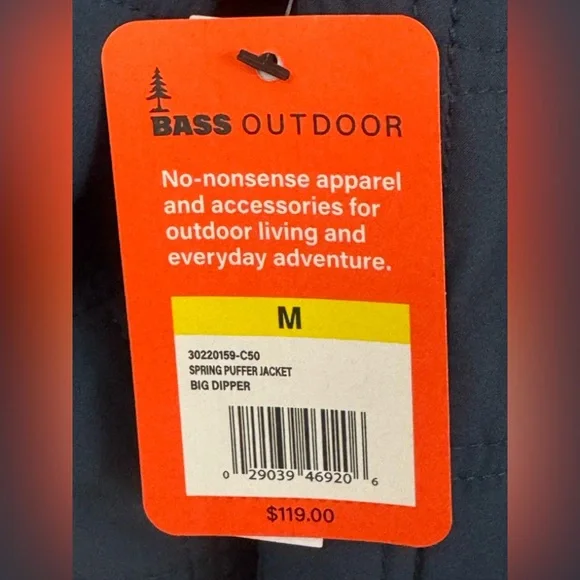 BASS OUTDOOR
No-nonsense apparel
and accessories for
outdoor living and
everyday adventure.
M
30220159-C50
SPRING PUFFER JACKET
BIG DIPPER
0 29039 46920 6
$119.00